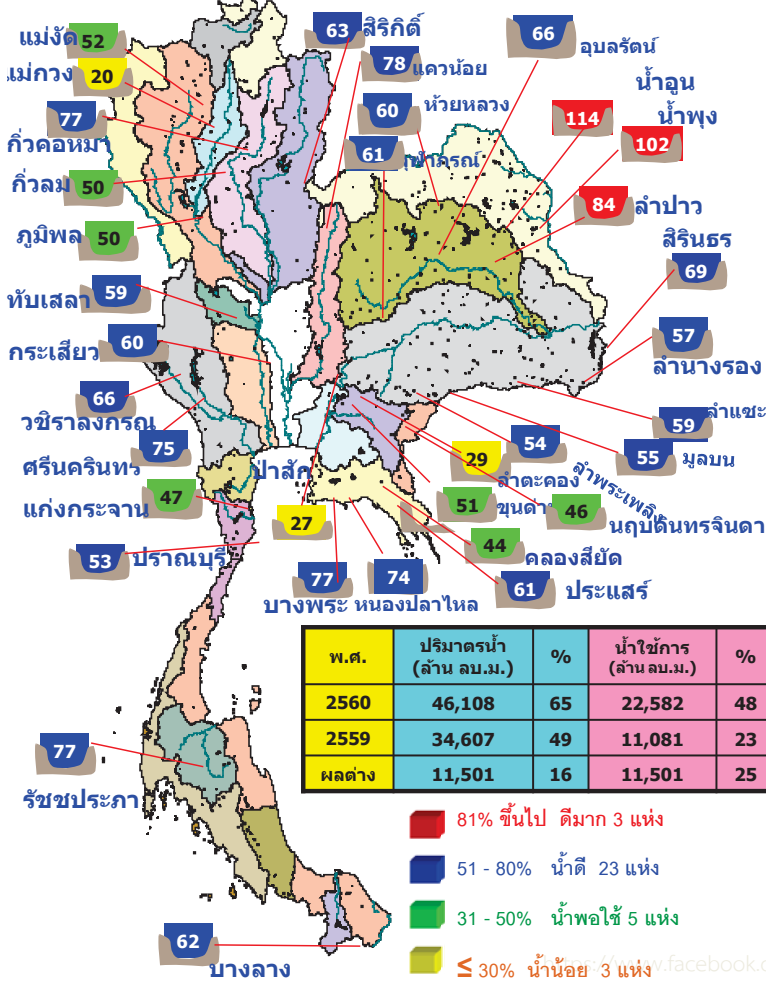 แม่งัด
52
แม่กวง
20
77
กิ่วคอหมา
กิ่วลม
50
ภูมิพล
50
63
สิริกิติ์
78
แควน้อย
60
ห้วยหลวง
61
66
อุบลรัตน์
น้ำอูน
114
น้ำพุง
102
84
ลำปาว
สิรินธร
69
57
ลำนางรอง
59
ลำแซะ
55
มูลบน
54
ลำพระเพลิง
29
ลำตะคอง
51
ขุนด่าน
46
นฤบดินทรจินดา
44
คลองสียัด
61
ประแสร์
74
หนองปลาไหล
77
บางพระ
ป่าสัก
27
ทับเสลา
59
กระเสียว
60
66
วชิราลงกรณ
75
ศรีนครินทร์
47
แก่งกระจาน
53
ปราณบุรี
77
รัชชประภา
62
บางลาง
พ.ศ. ปริมาตรน้ำ (ล้าน ลบ.ม.) % น้ำใช้การ (ล้าน ลบ.ม.) %
2560 46,108 65 22,582 48
2559 34,607 49 11,081 23
ผลต่าง 11,501 16 11,501 25
81% ขึ้นไป ดีมาก 3 แห่ง
51 - 80% น้ำดี 23 แห่ง
31 - 50% น้ำพอใช้ 5 แห่ง
≤ 30% น้ำน้อย 3 แห่ง